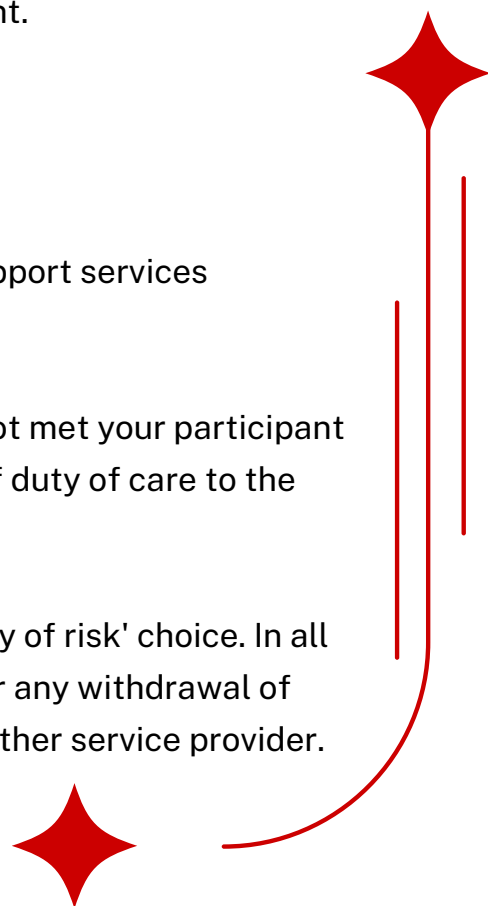 nt.
pport services
ot met your participant
f duty of care to the
y of risk' choice. In all
r any withdrawal of
ther service provider.